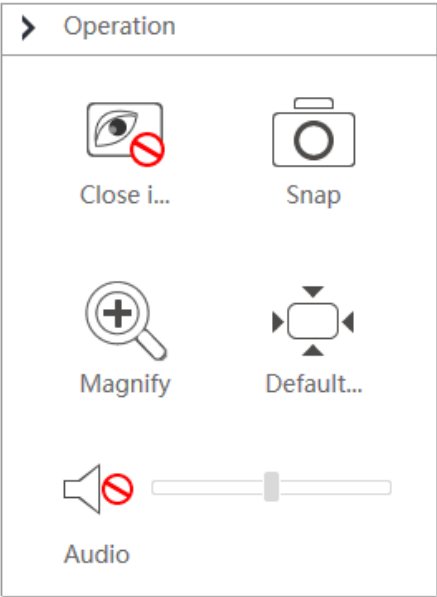 Operation
Close i...
Snap
Magnify
Default...
Audio